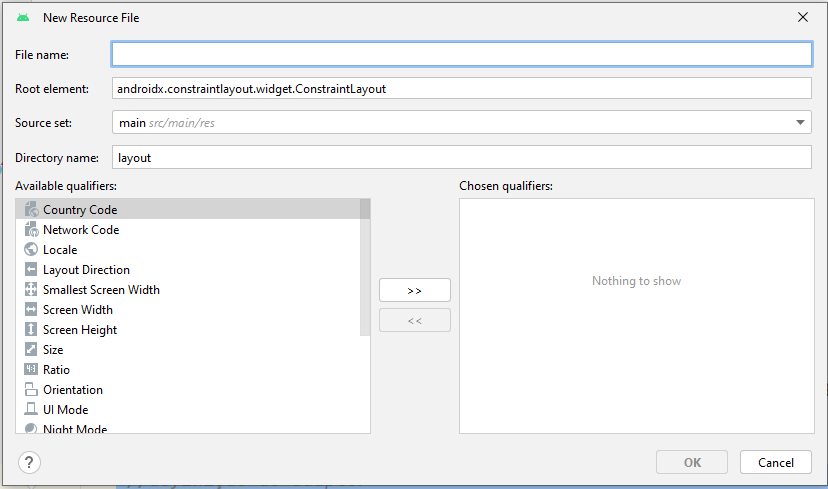 New Resource File
File name:
Root element: androidx.constraintlayout.widget.ConstraintLayout
Source set: main src/main/res
Directory name: layout
Available qualifiers:
Chosen qualifiers:
Country Code
Network Code
Locale
Layout Direction
Smallest Screen Width
Screen Width
Screen Height
Size
4:3 Ratio
Orientation
UI Mode
Night Mode
>>
<<
Nothing to show
?
OK
Cancel